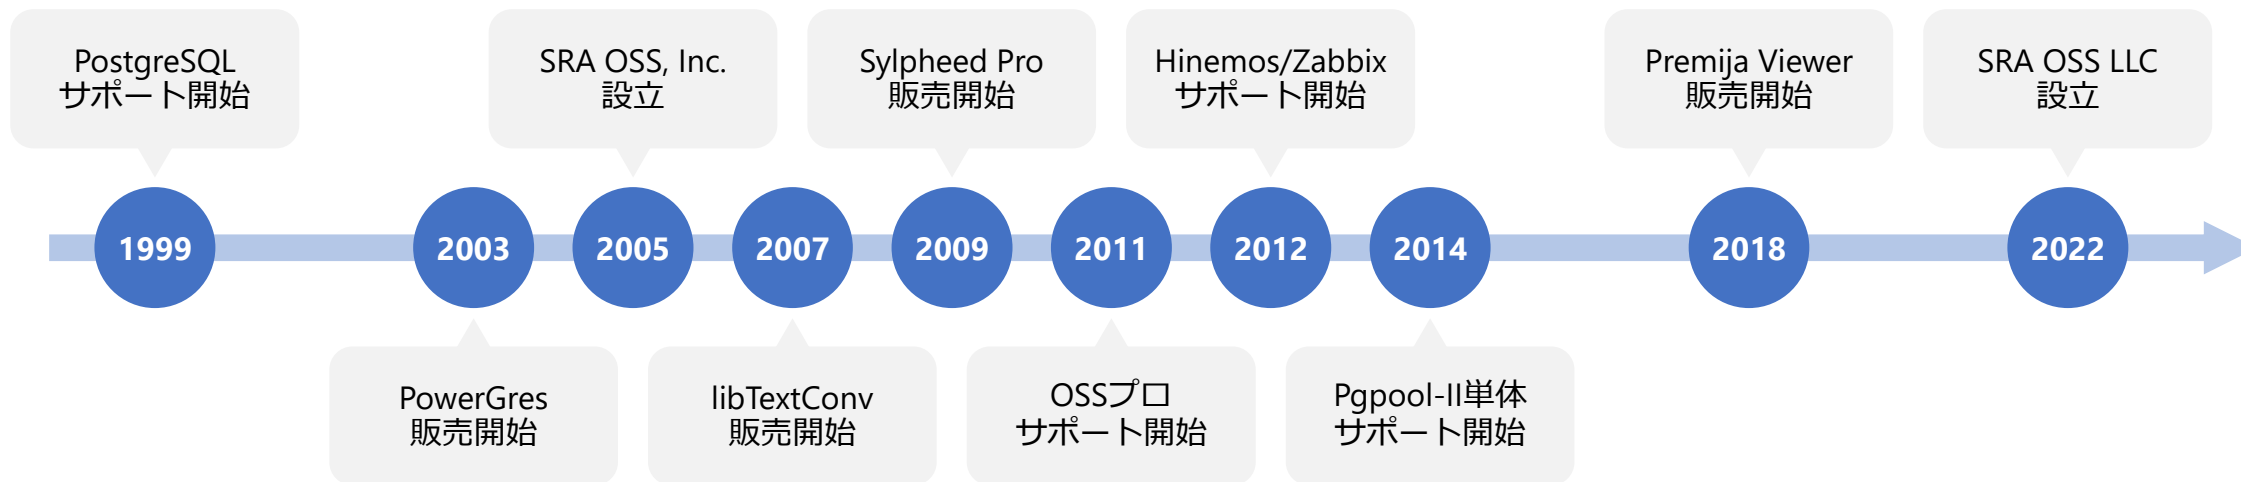 PostgreSQL
サポート開始
SRA OSS, Inc.
設立
Sylpheed Pro
販売開始
Hinemos/Zabbix
サポート開始
Premija Viewer
販売開始
SRA OSS LLC
設立
1999
2003
2005
2007
2009
2011
2012
2014
2018
2022
PowerGres
販売開始
libTextConv
販売開始
OSSプロ
サポート開始
Pgpool-II単体
サポート開始